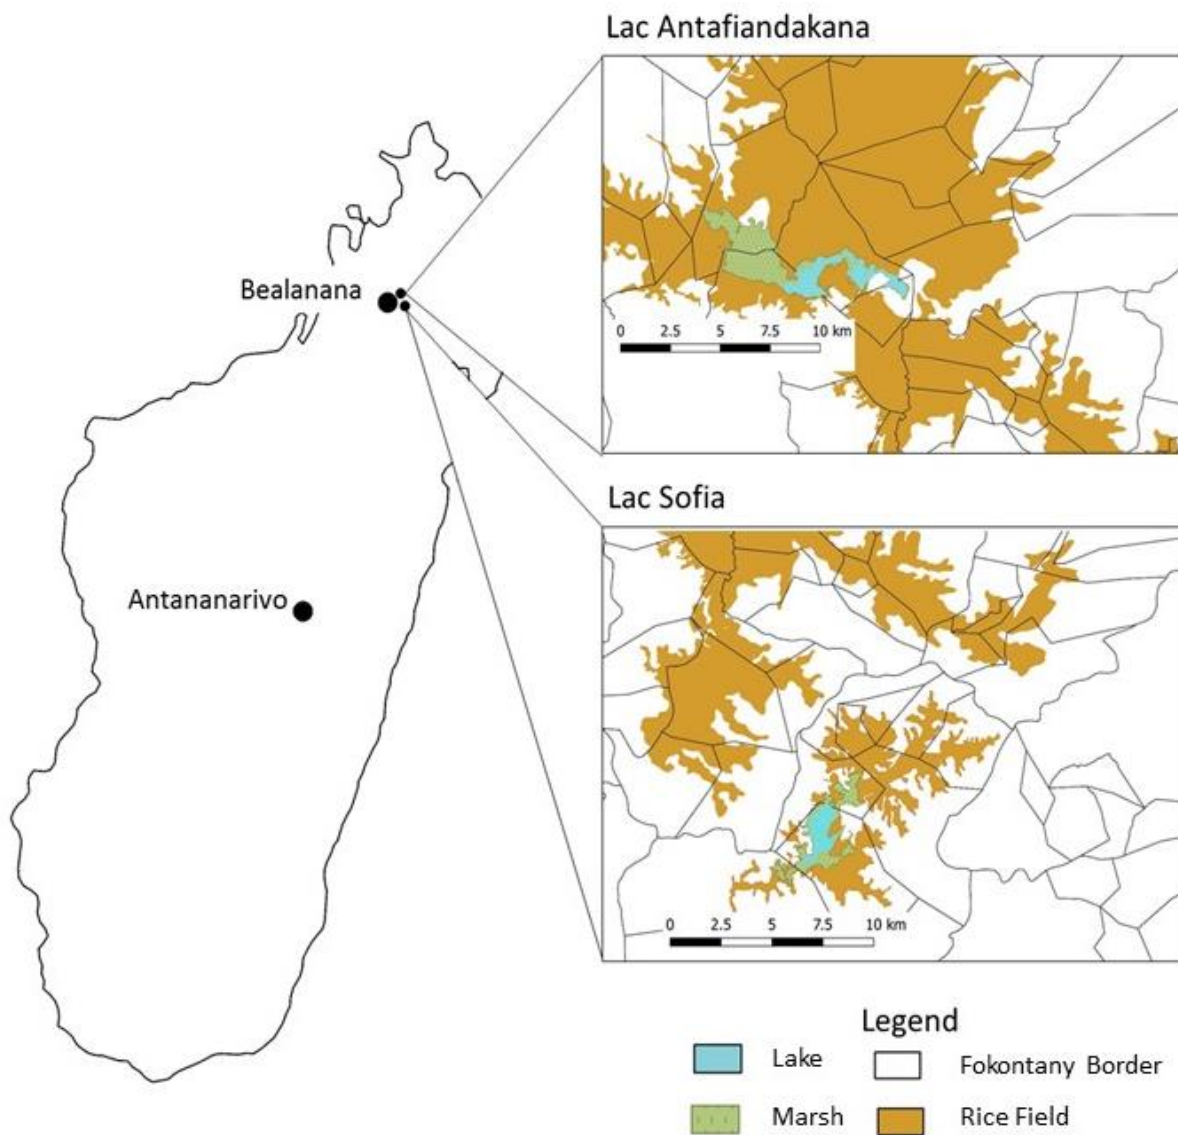 Lac Antafiandakana
Bealanana
0 2.5 5 7.5 10 km
Lac Sofia
Antananarivo
0 2.5 5 7.5 10 km
Legend
Lake
Fokontany Border
Marsh
Rice Field